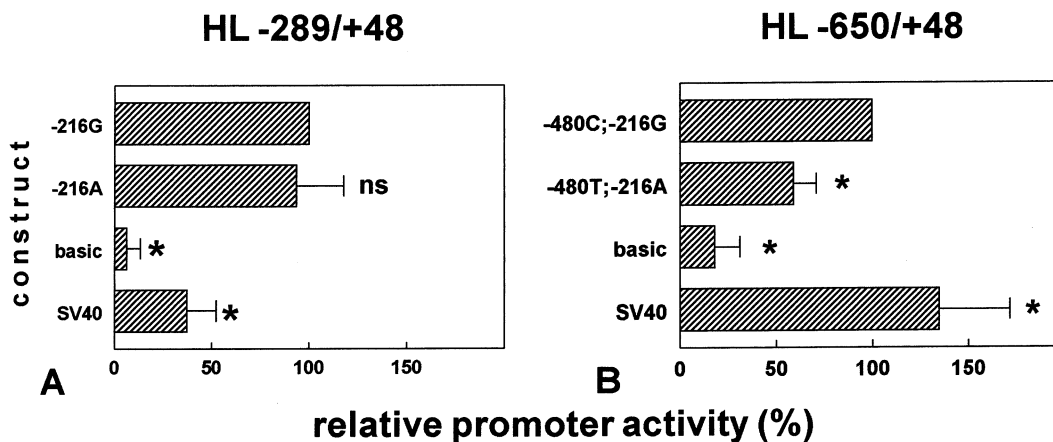 HL -289/+48
HL -650/+48
construct
-216G
-216A
ns
basic
*
SV40
*
0 50 100 150
A
-480C;-216G
-480T;-216A
*
basic
*
SV40
*
0 50 100 150
B
relative promoter activity (%)